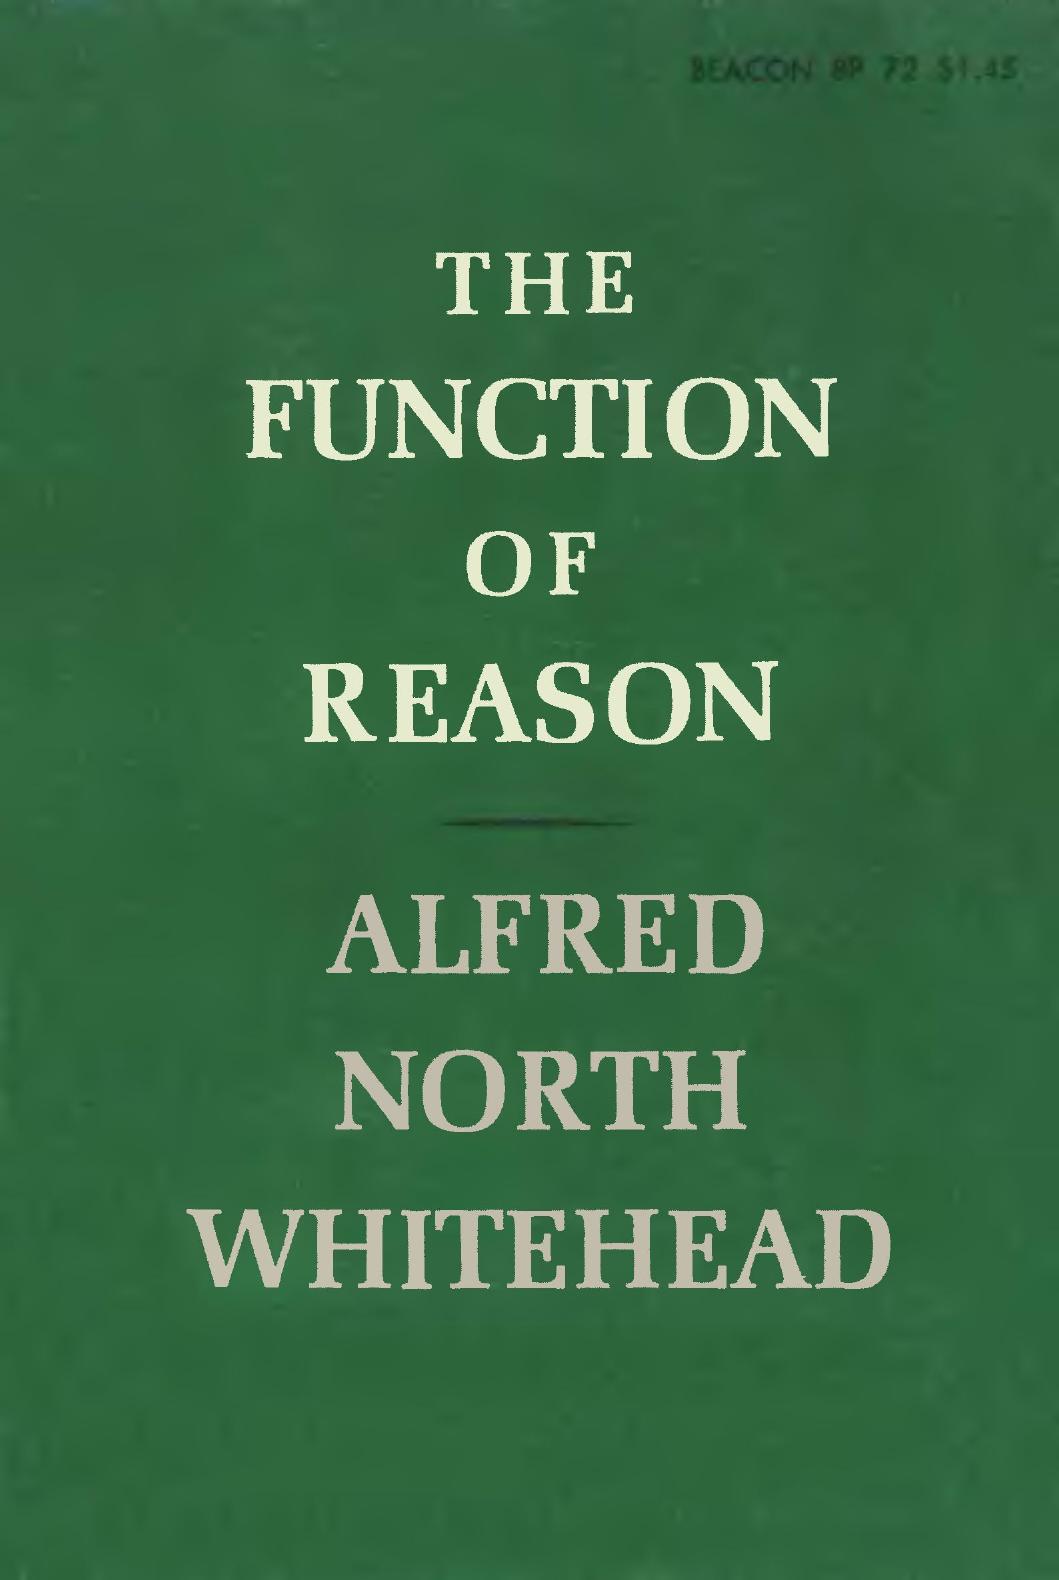 BEACON BP 72 $1.45
THE
FUNCTION
OF
REASON
ALFRED
NORTH
WHITEHEAD